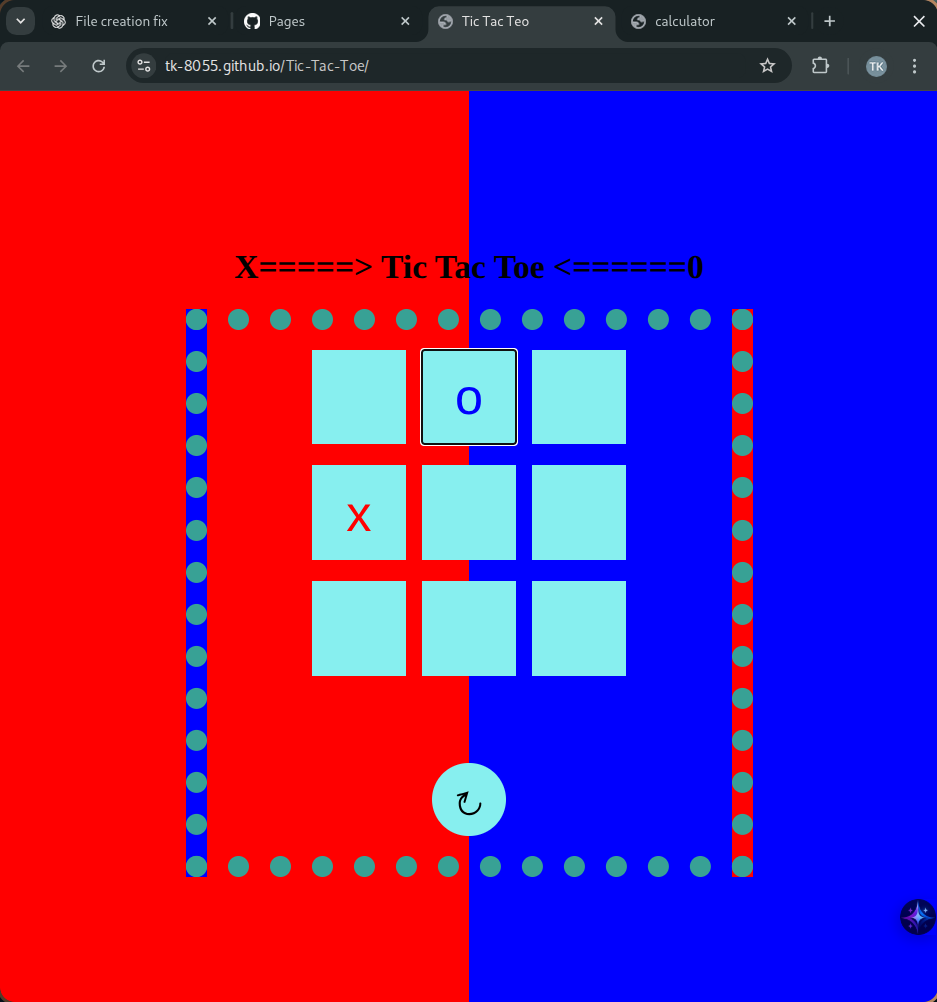 File creation fix
Pages
Tic Tac Teo
calculator
tk-8055.github.io/Tic-Tac-Toe/
TK
X=====> Tic Tac Toe <======0
O
X